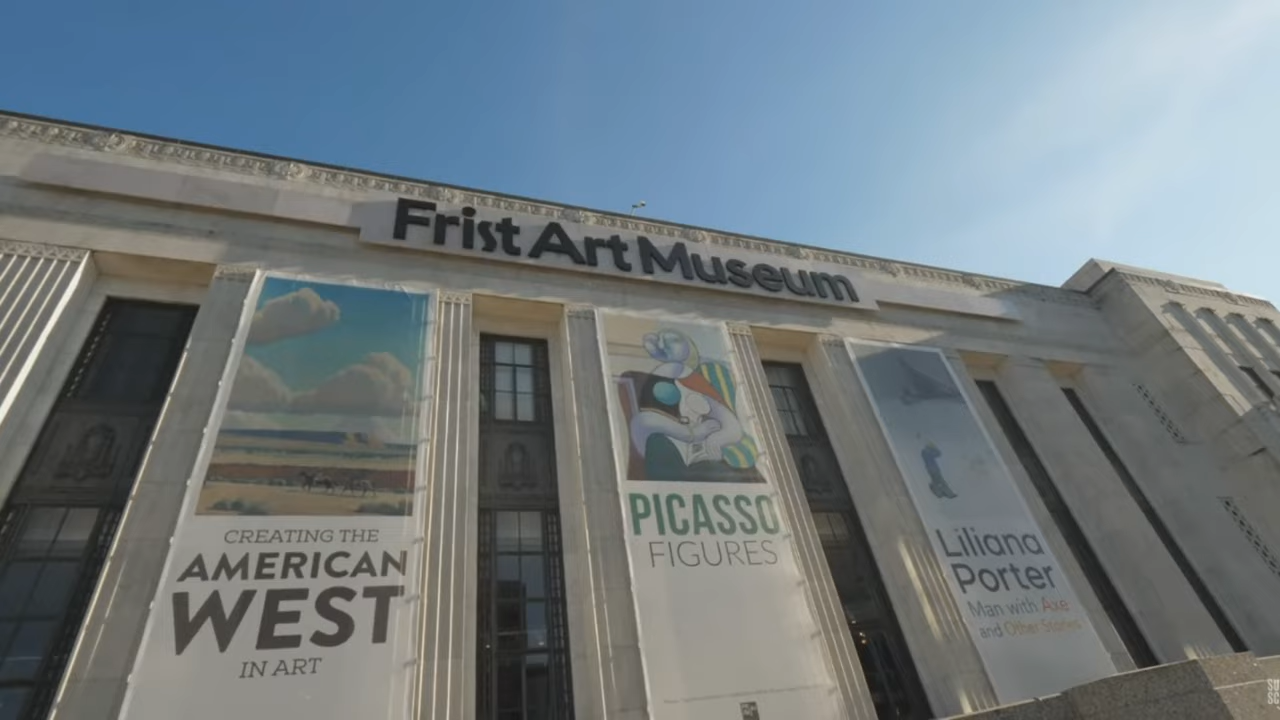 Frist Art Museum
CREATING THE
AMERICAN
WEST
IN ART
PICASSO
FIGURES
Liliana
Porter
Man with Axe
and Other Stories